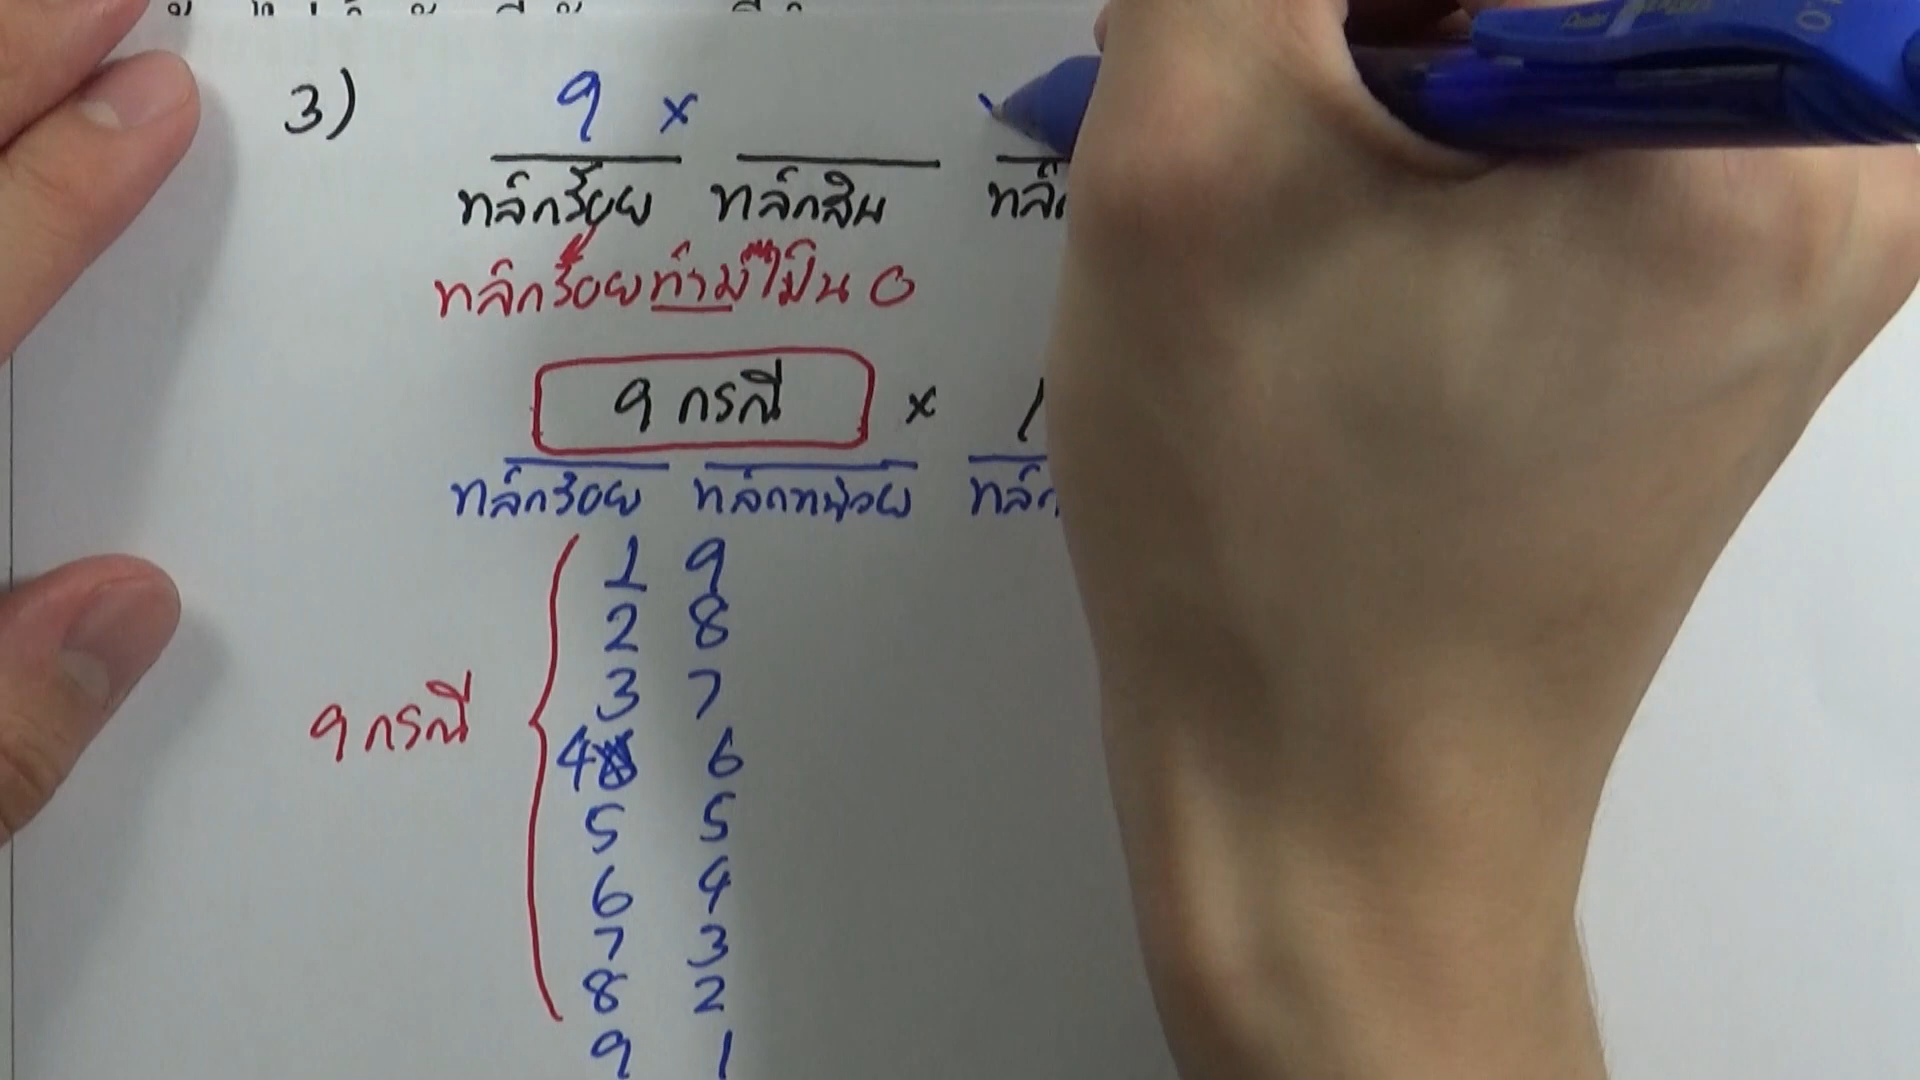 3) 9 ×
หลักร้อย หลักสิบ
หลักร้อยห้ามเป็น 0
9 กรณี × 1
หลักร้อย หลักหน่วย
1 9
2 8
3 7
9 กรณี
4 6
5 5
6 4
7 3
8 2
9 1